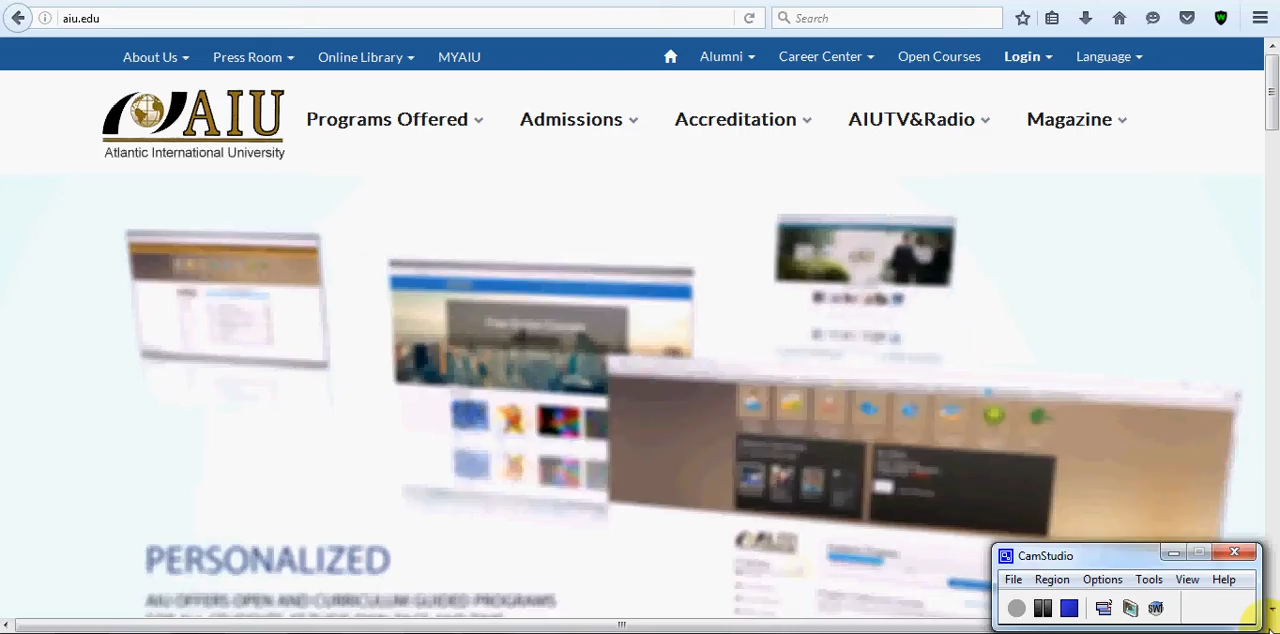 aiu.edu
Search
About Us
Press Room
Online Library
MYAIU
Alumni
Career Center
Open Courses
Login
Language
AIU
Atlantic International University
Programs Offered
Admissions
Accreditation
AIUTV&Radio
Magazine
PERSONALIZED
AIU OFFERS OPEN AND CURRICULUM GUIDED PROGRAMS
CamStudio
File Region Options Tools View Help